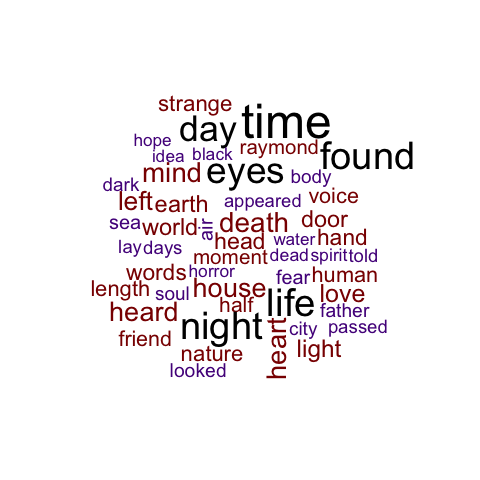 strange
day time
hope
idea black raymond found
mind eyes
dark body
left earth appeared voice
sea world air death door
lay days head water hand
moment dead spirit told
words horror fear human
length soul house love
heard half life father
friend night city passed
nature heart light
looked